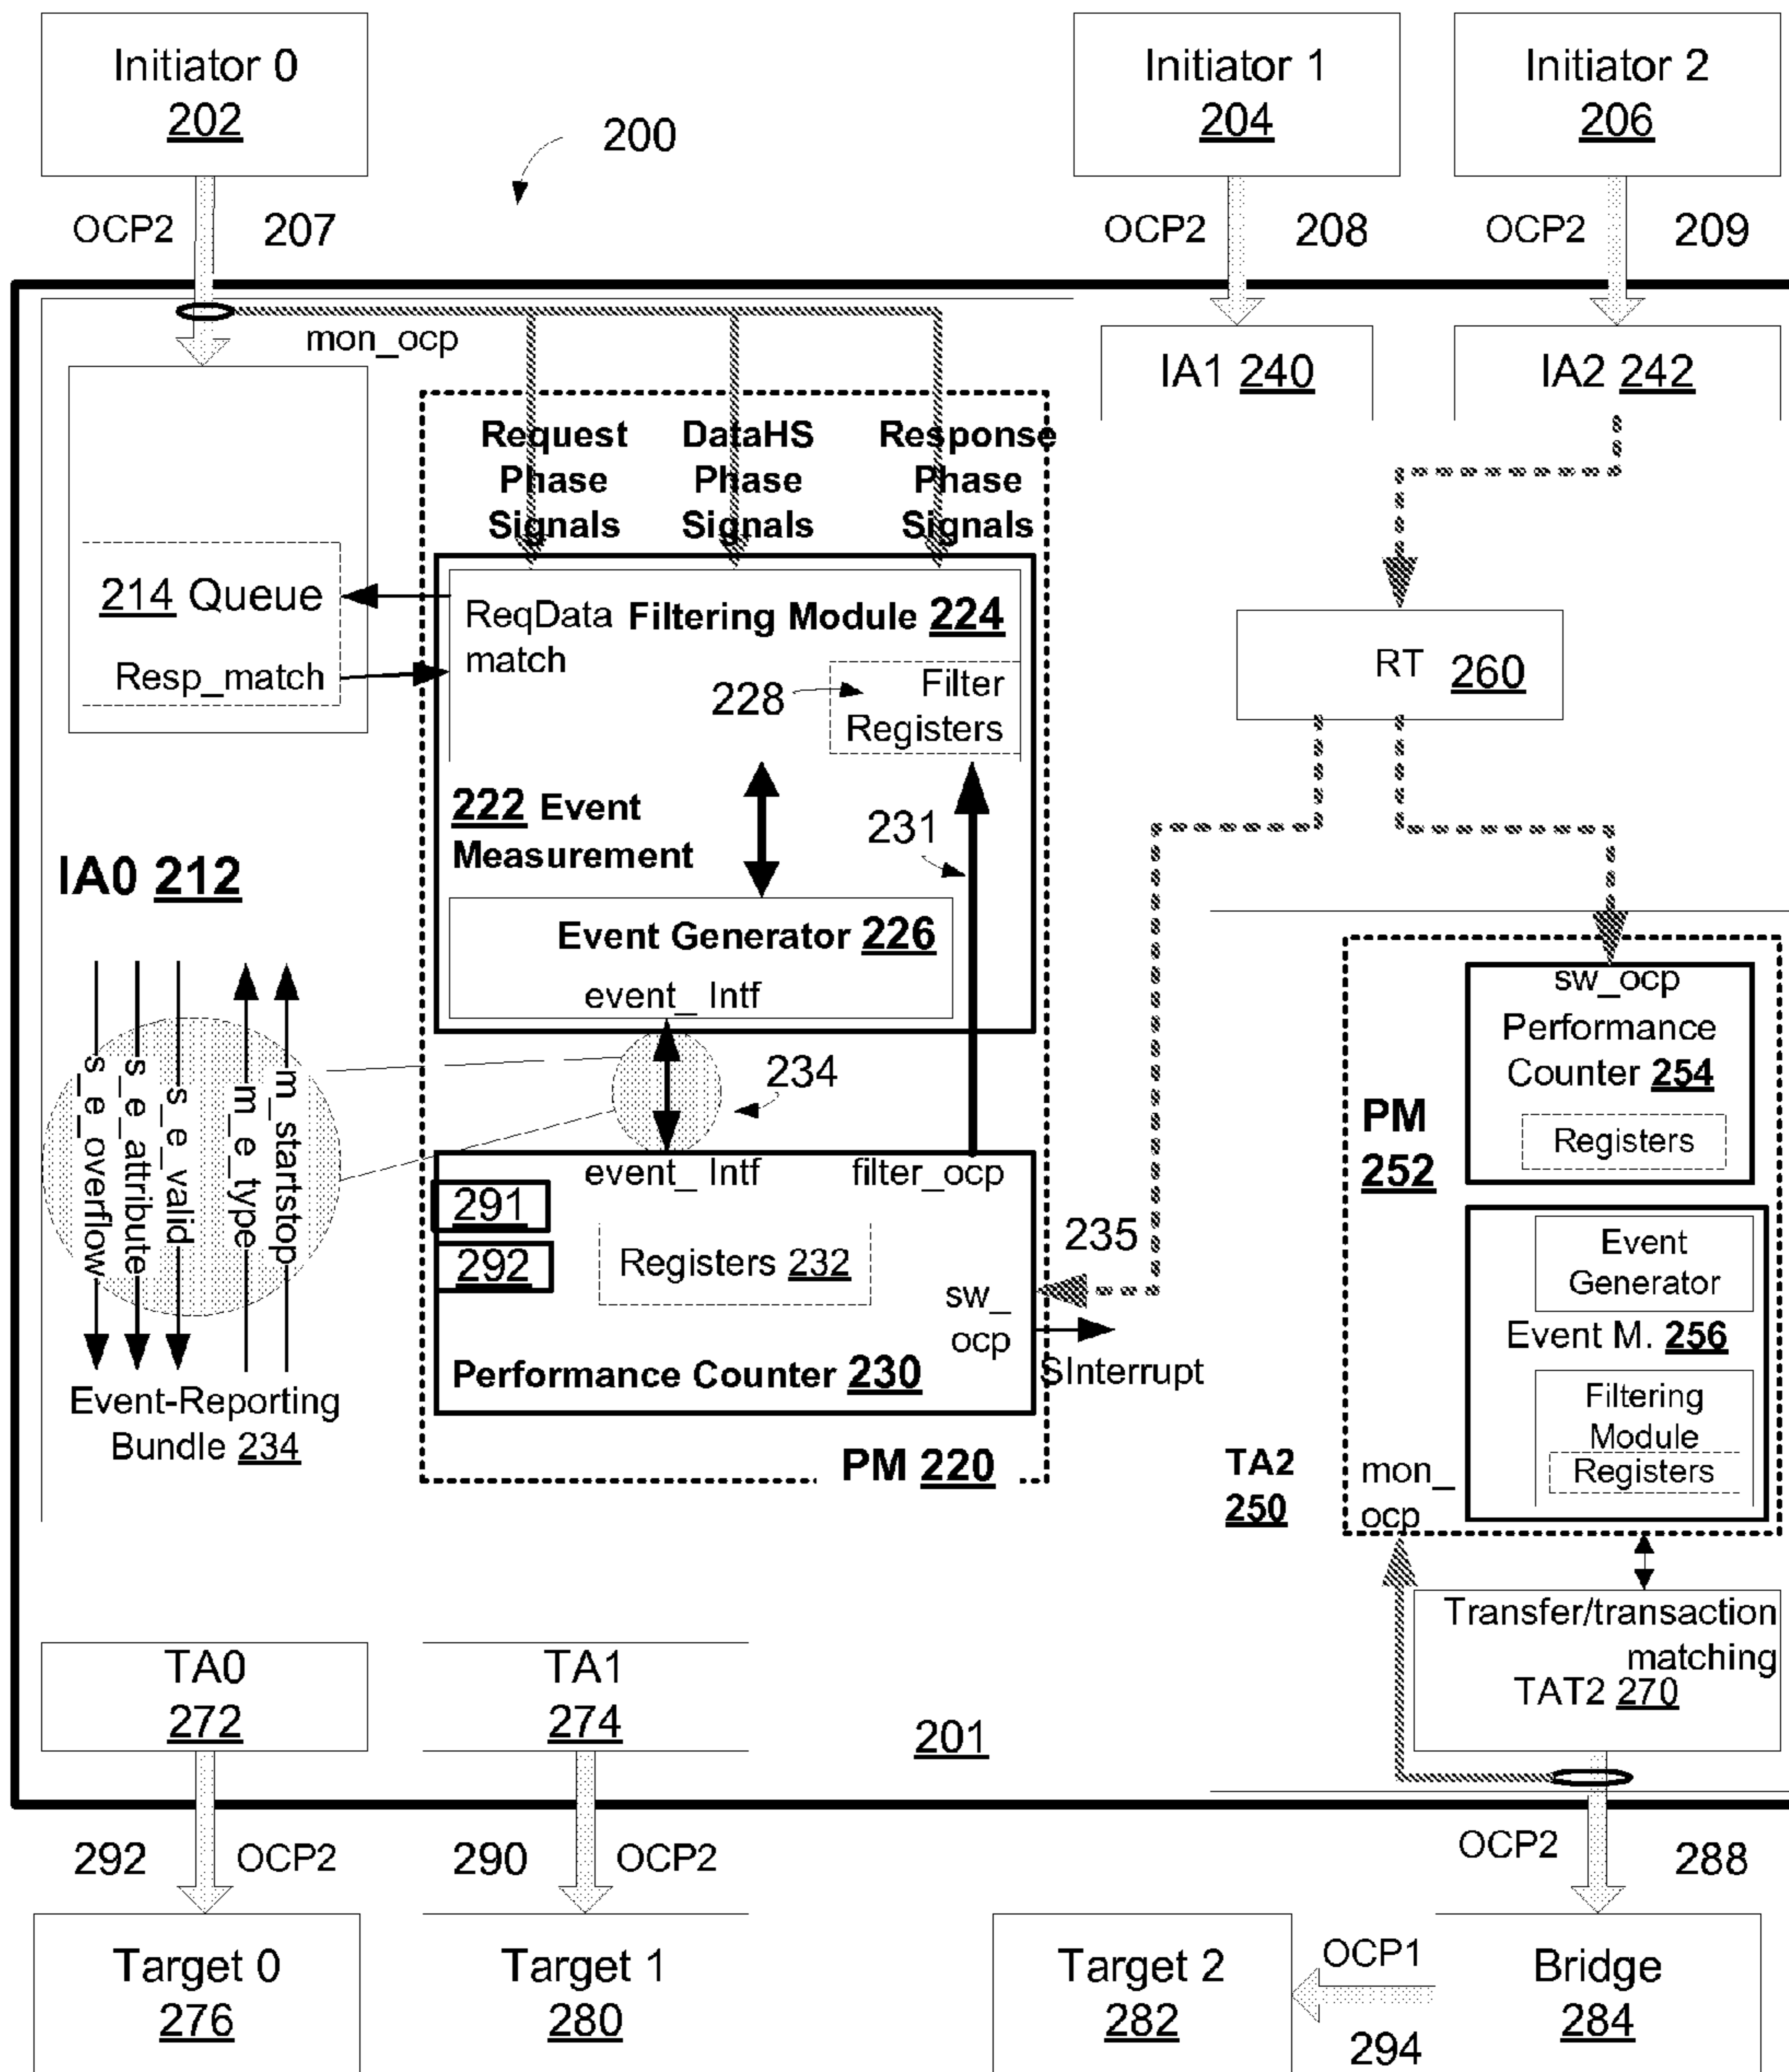 Initiator 0
202
Initiator 1
204
Initiator 2
206
200
OCP2 207
OCP2 208
OCP2 209
mon_ocp
IA1 240
IA2 242
Request Phase Signals
DataHS Phase Signals
Response Phase Signals
214 Queue
Resp_match
ReqData
match
Filtering Module 224
228
Filter
Registers
RT 260
222 Event
Measurement
231
IA0 212
Event Generator 226
event_ Intf
s_e_overflow
s_e_attribute
s_e_valid
m_e_type
m_startstop
Event-Reporting
Bundle 234
234
event_ Intf
filter_ocp
291
292
Registers 232
235
sw_
ocp
SInterrupt
Performance Counter 230
PM 220
sw_ocp
Performance
Counter 254
Registers
PM
252
Event
Generator
Event M. 256
Filtering
Module
Registers
TA2
250
mon_
ocp
Transfer/transaction
matching
TAT2 270
TA0
272
TA1
274
201
292 OCP2
290 OCP2
OCP2 288
Target 0
276
Target 1
280
Target 2
282
OCP1
294
Bridge
284